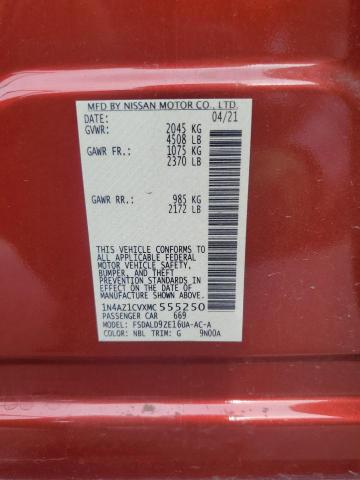 MFD BY NISSAN MOTOR CO., LTD.
DATE: 04/21
GVWR: 2045 KG
4508 LB
GAWR FR.: 1075 KG
2370 LB
GAWR RR.: 985 KG
2172 LB
THIS VEHICLE CONFORMS TO
ALL APPLICABLE FEDERAL
MOTOR VEHICLE SAFETY,
BUMPER, AND THEFT
PREVENTION STANDARDS
IN EFFECT ON THE DATE OF
MANUFACTURE SHOWN ABOVE.
1N4AZ1CVXMC555250
PASSENGER CAR 669
MODEL: FSDALD9ZE16UA-AC-A
COLOR: NBL TRIM: G 9N00A